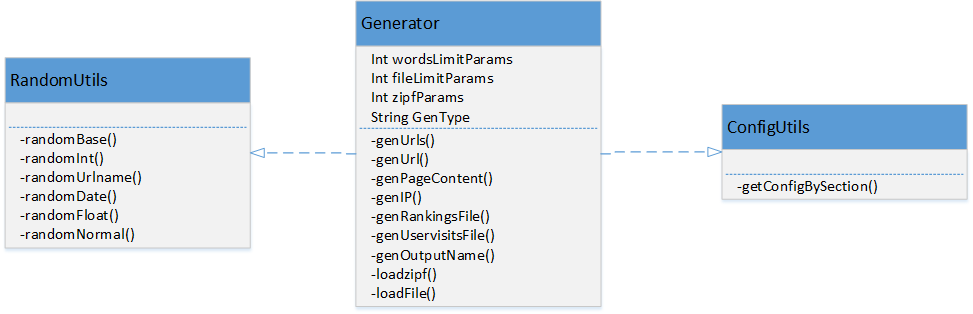 RandomUtils
-randomBase()
-randomInt()
-randomUrlname()
-randomDate()
-randomFloat()
-randomNormal()
Generator
Int wordsLimitParams
Int fileLimitParams
Int zipfParams
String GenType
-genUrls()
-genUrl()
-genPageContent()
-genIP()
-genRankingsFile()
-genUservisitsFile()
-genOutputName()
-loadzipf()
-loadFile()
ConfigUtils
-getConfigBySection()